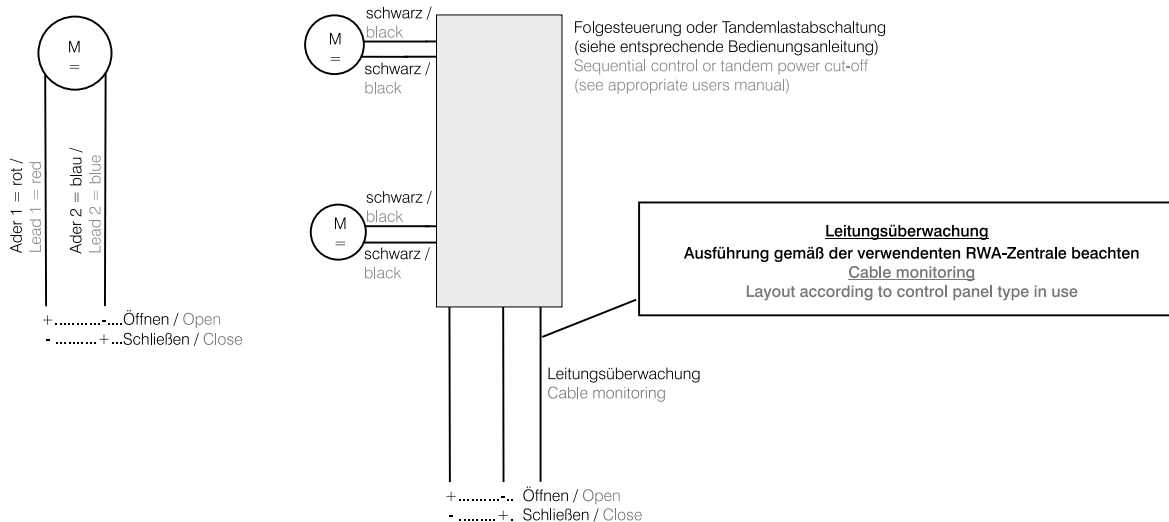 M
=
Ader 1 = rot /
Lead 1 = red
Ader 2 = blau /
Lead 2 = blue
+..........-...Öffnen / Open
- ..........+...Schließen / Close
schwarz /
black
M
=
schwarz /
black
Folgesteuerung oder Tandemlastabschaltung
(siehe entsprechende Bedienungsanleitung)
Sequential control or tandem power cut-off
(see appropriate users manual)
schwarz /
black
M
=
schwarz /
black
Leitungsüberwachung
Ausführung gemäß der verwendenten RWA-Zentrale beachten
Cable monitoring
Layout according to control panel type in use
Leitungsüberwachung
Cable monitoring
+..........-.. Öffnen / Open
- ..........+. Schließen / Close